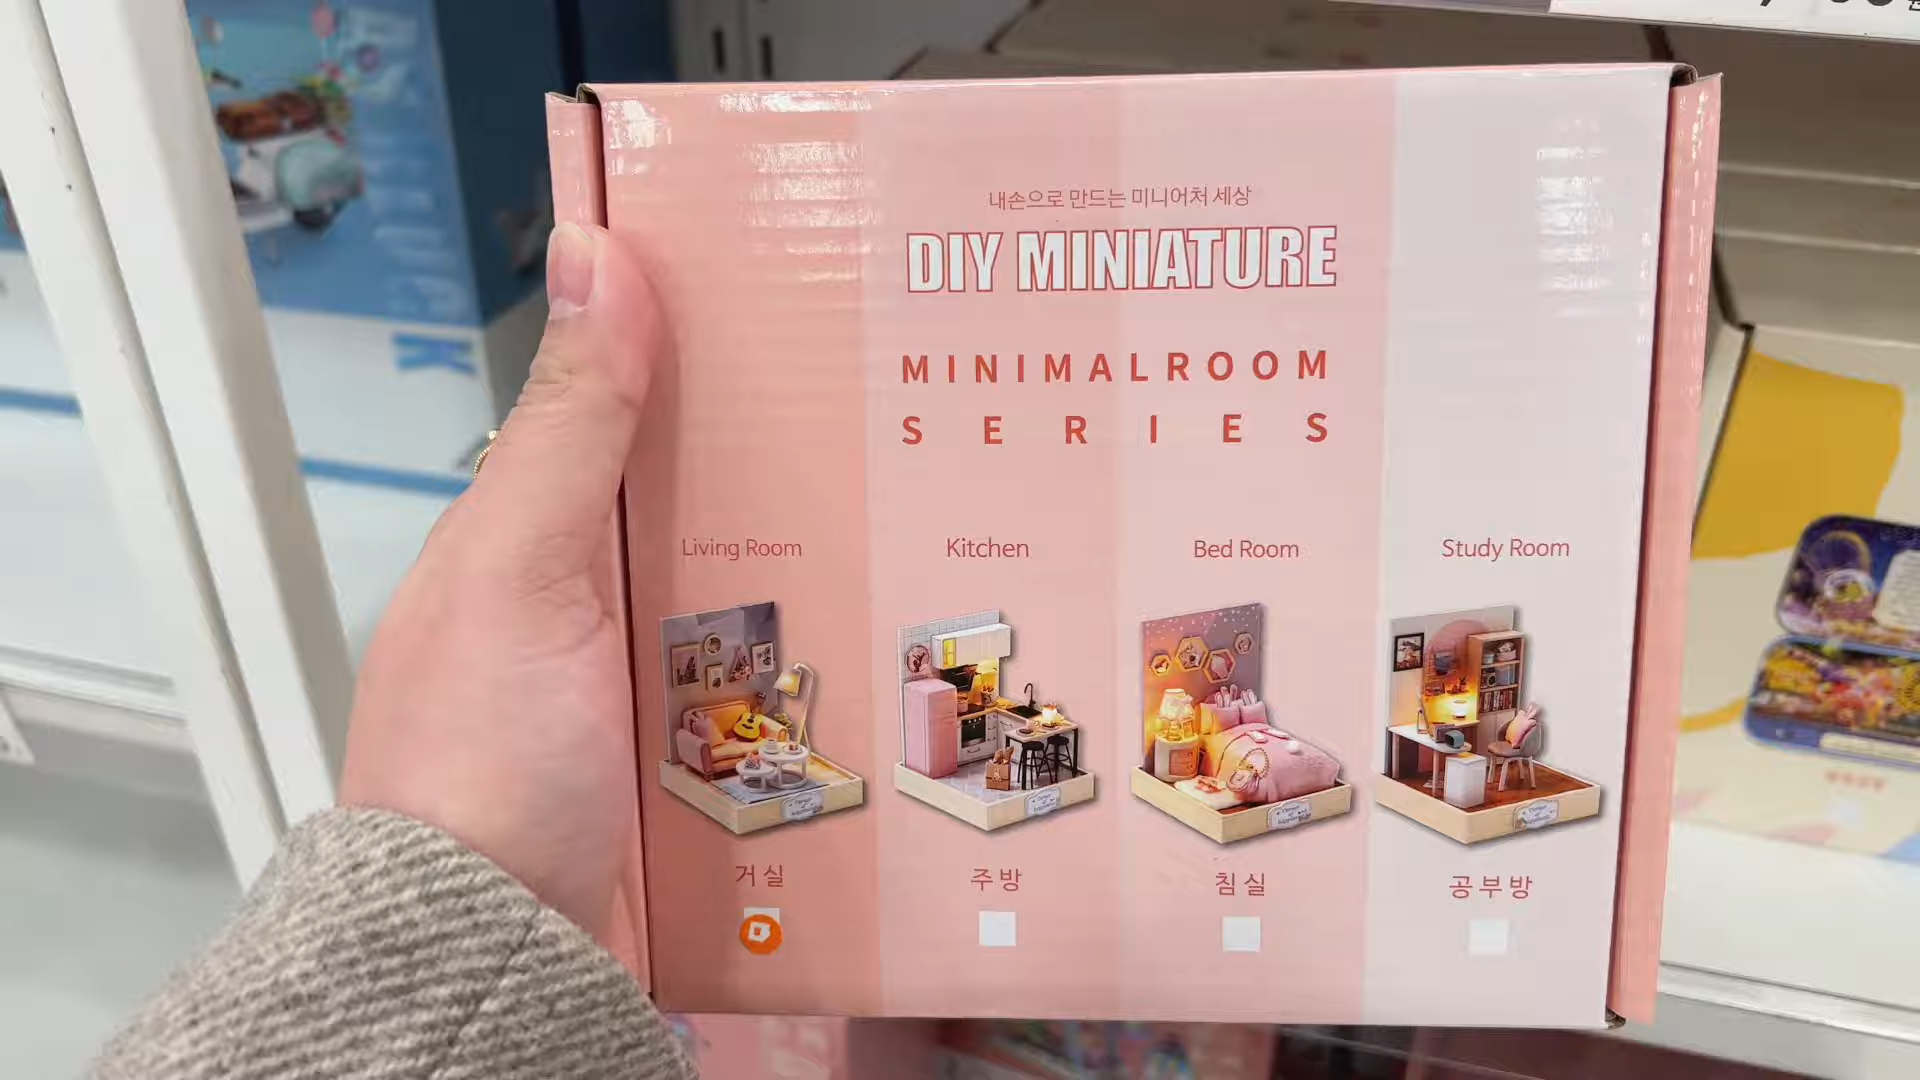 내손으로 만드는 미니어처 세상
DIY MINIATURE
MINIMALROOM
SERIES
Living Room
Kitchen
Bed Room
Study Room
거실
주방
침실
공부방
K